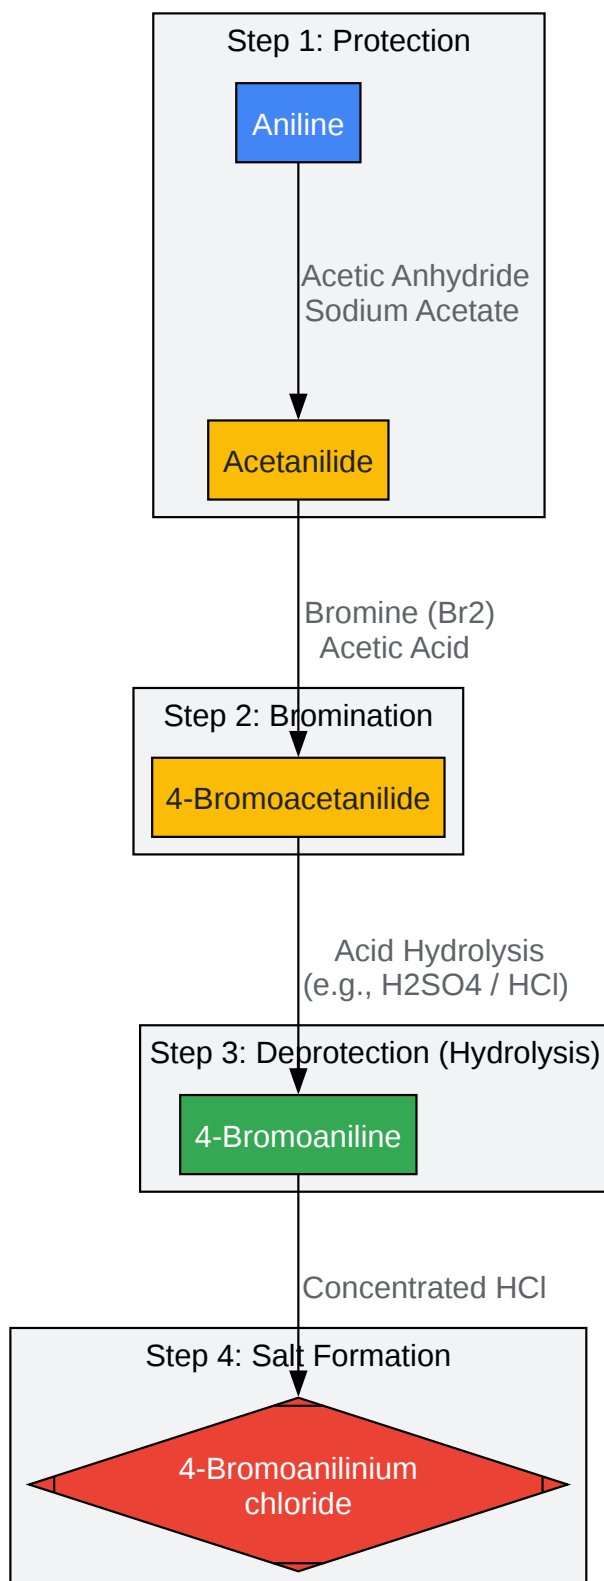 Step 1: Protection
Aniline
Acetic Anhydride
Sodium Acetate
Acetanilide
Bromine (Br2)
Acetic Acid
Step 2: Bromination
4-Bromoacetanilide
Acid Hydrolysis
(e.g., H2SO4 / HCl)
Step 3: Deprotection (Hydrolysis)
4-Bromoaniline
Concentrated HCl
Step 4: Salt Formation
4-Bromoanilinium
chloride